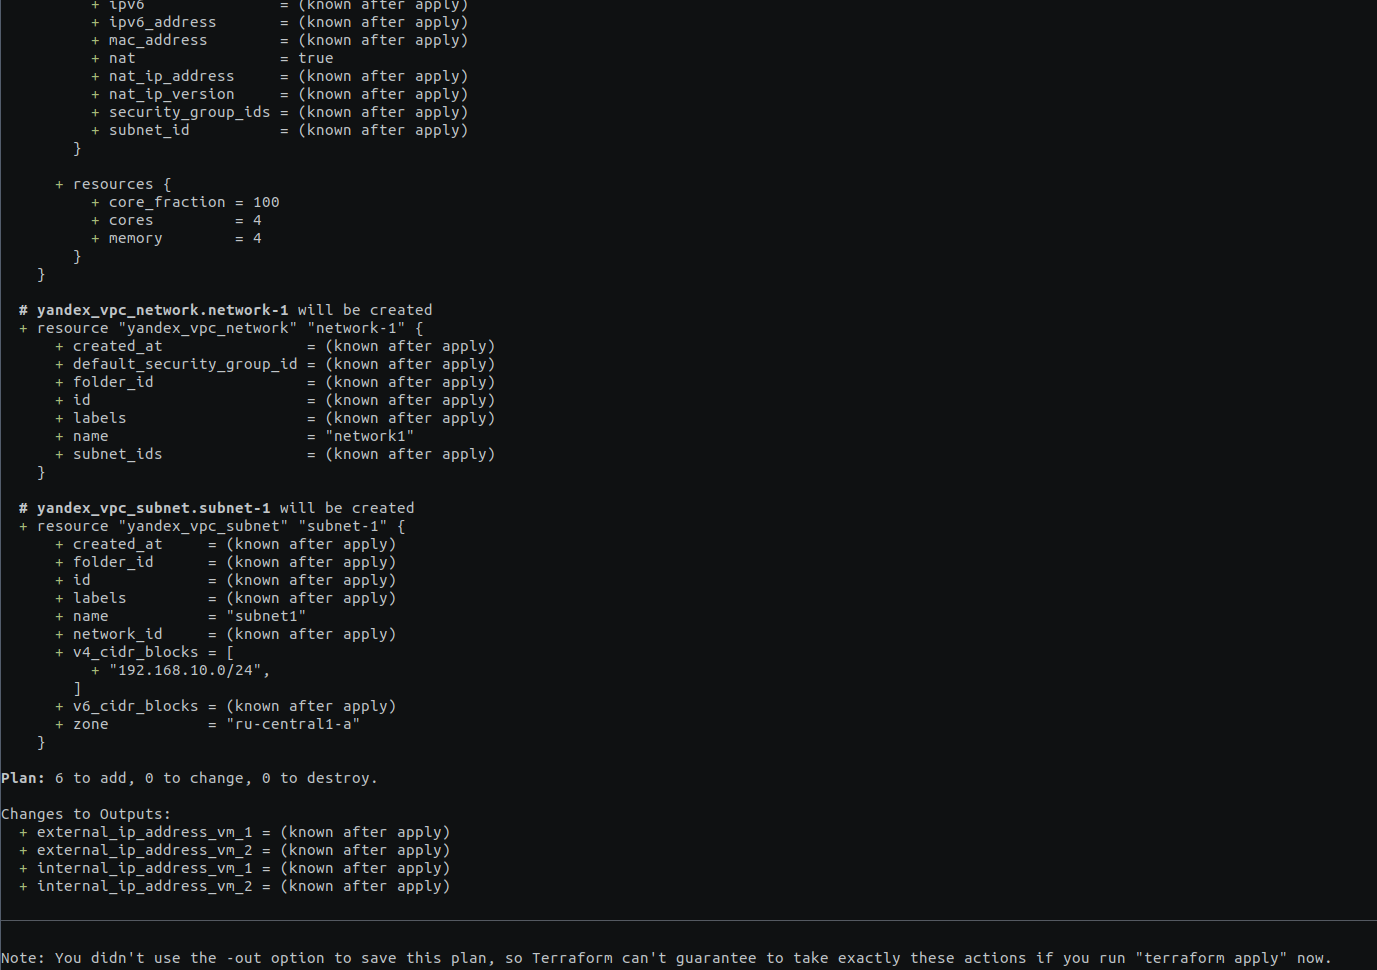 + ipv6               = (known after apply)
          + ipv6_address       = (known after apply)
          + mac_address        = (known after apply)
          + nat                = true
          + nat_ip_address     = (known after apply)
          + nat_ip_version     = (known after apply)
          + security_group_ids = (known after apply)
          + subnet_id          = (known after apply)
        }

      + resources {
          + core_fraction = 100
          + cores         = 4
          + memory        = 4
        }
    }

  # yandex_vpc_network.network-1 will be created
  + resource "yandex_vpc_network" "network-1" {
      + created_at                = (known after apply)
      + default_security_group_id = (known after apply)
      + folder_id                 = (known after apply)
      + id                        = (known after apply)
      + labels                    = (known after apply)
      + name                      = "network1"
      + subnet_ids                = (known after apply)
    }

  # yandex_vpc_subnet.subnet-1 will be created
  + resource "yandex_vpc_subnet" "subnet-1" {
      + created_at     = (known after apply)
      + folder_id      = (known after apply)
      + id             = (known after apply)
      + labels         = (known after apply)
      + name           = "subnet1"
      + network_id     = (known after apply)
      + v4_cidr_blocks = [
          + "192.168.10.0/24",
        ]
      + v6_cidr_blocks = (known after apply)
      + zone           = "ru-central1-a"
    }

Plan: 6 to add, 0 to change, 0 to destroy.

Changes to Outputs:
  + external_ip_address_vm_1 = (known after apply)
  + external_ip_address_vm_2 = (known after apply)
  + internal_ip_address_vm_1 = (known after apply)
  + internal_ip_address_vm_2 = (known after apply)

Note: You didn't use the -out option to save this plan, so Terraform can't guarantee to take exactly these actions if you run "terraform apply" now.